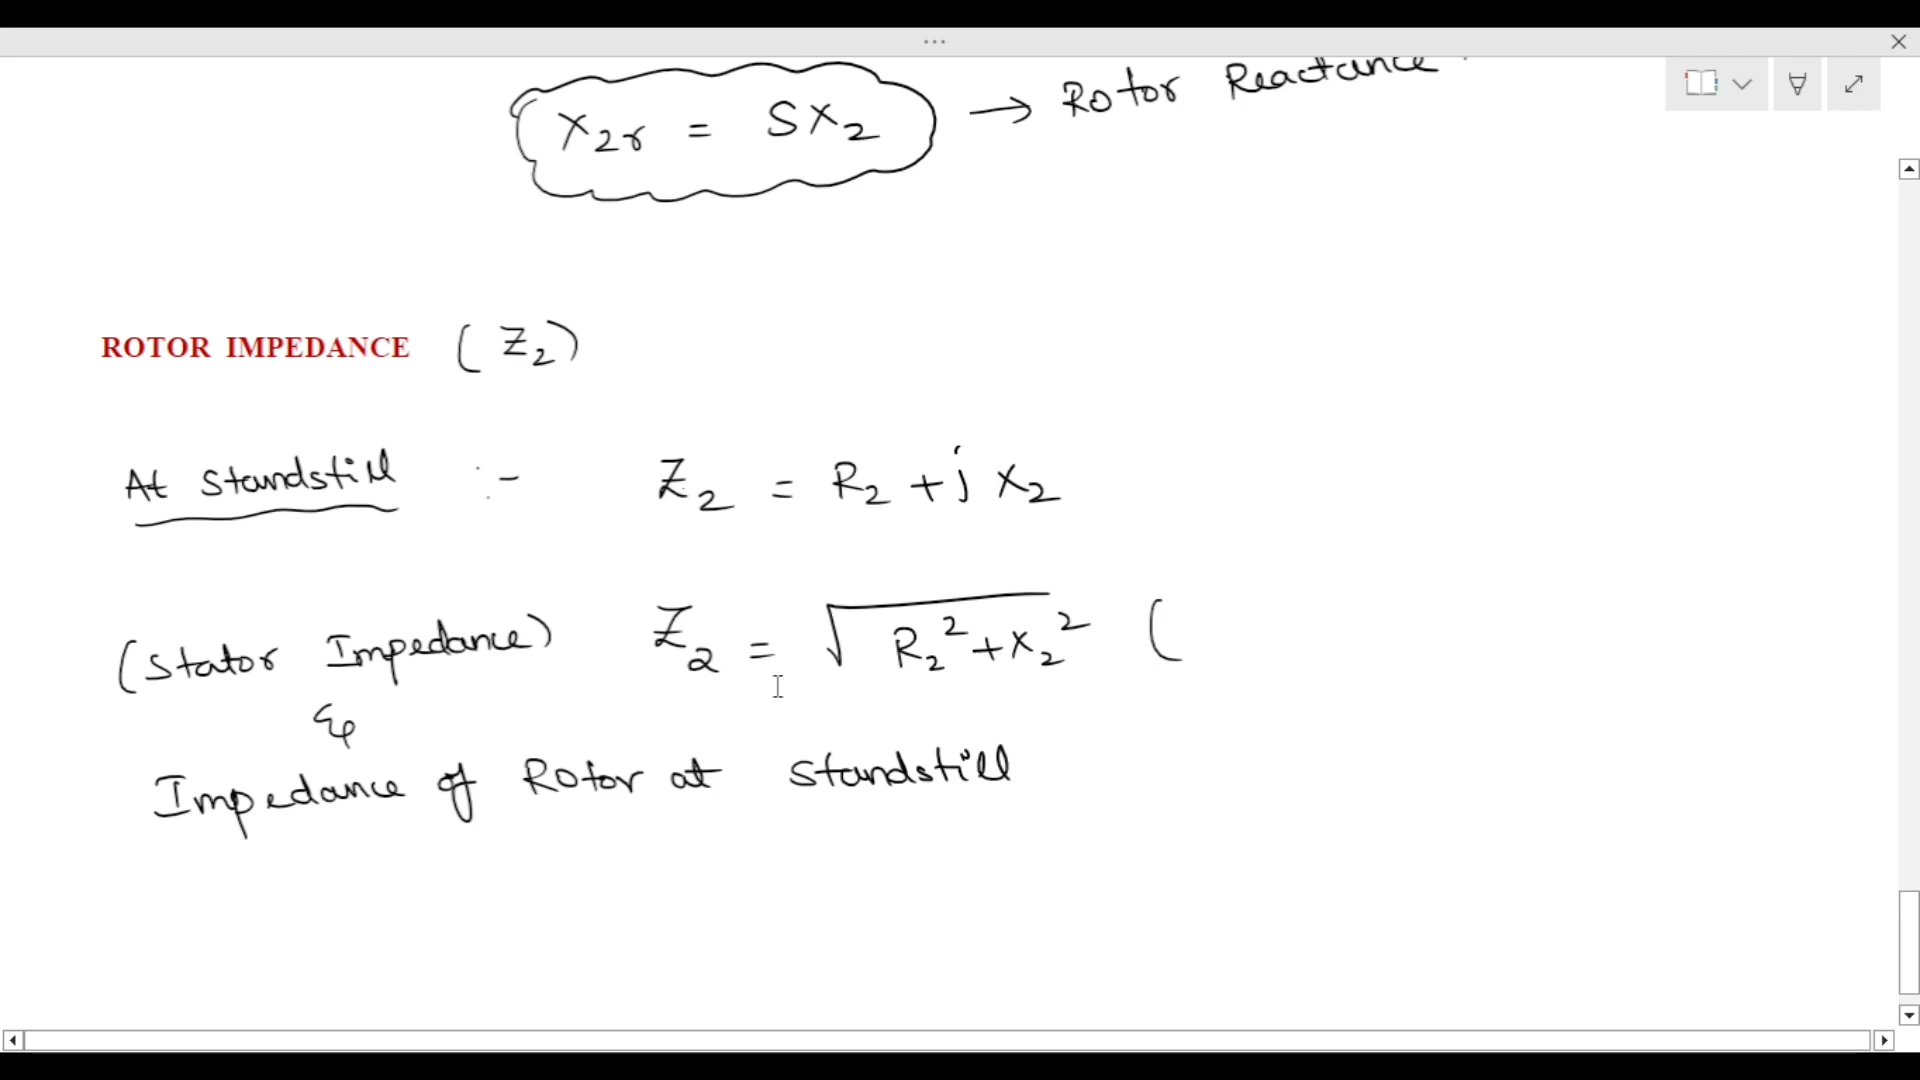 X2r = SX2 → Rotor Reactance
ROTOR IMPEDANCE (Z2)
At Standstill :- Z2 = R2 + j X2
(Stator Impedance) Z2 = √R2² + X2² (
&
Impedance of Rotor at standstill